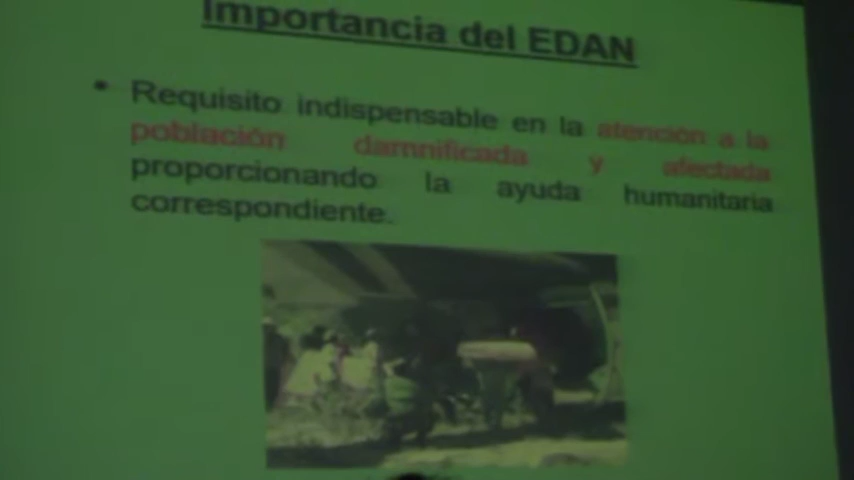 Importancia del EDAN
• Requisito indispensable en la atención a la
población damnificada y afectada
proporcionando la ayuda humanitaria
correspondiente.